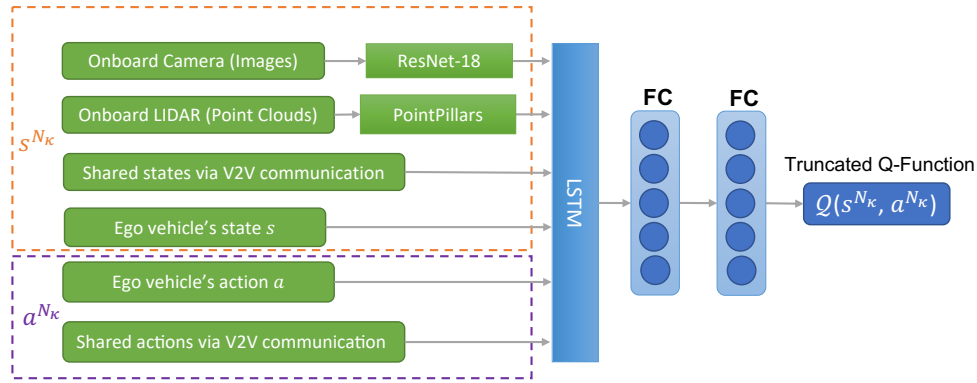 Onboard Camera (Images)
ResNet-18
Onboard LIDAR (Point Clouds)
PointPillars
s^{N_κ}
Shared states via V2V communication
Ego vehicle's state s
Ego vehicle's action a
a^{N_κ}
Shared actions via V2V communication
LSTM
FC
FC
Truncated Q-Function
Q(s^{N_κ}, a^{N_κ})